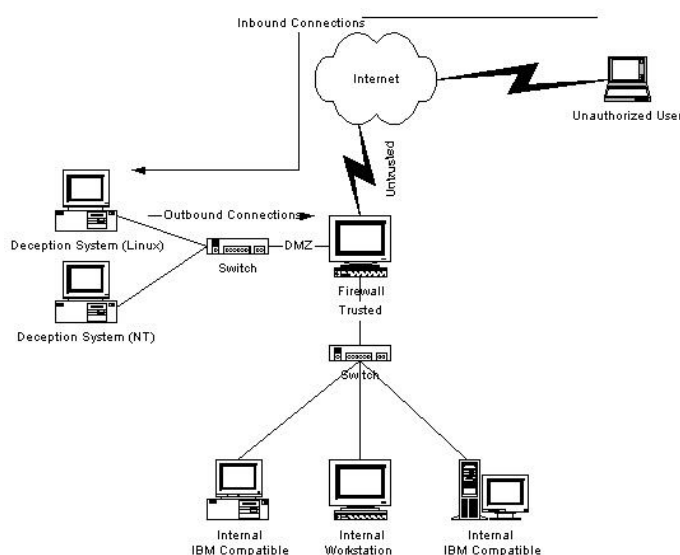 Inbound Connections
Internet
Unauthorized User
Untrusted
Outbound Connections
Deception System (Linux)
DMZ
Switch
Firewall
Trusted
Deception System (NT)
Switch
Internal
IBM Compatible
Internal
Workstation
Internal
IBM Compatible